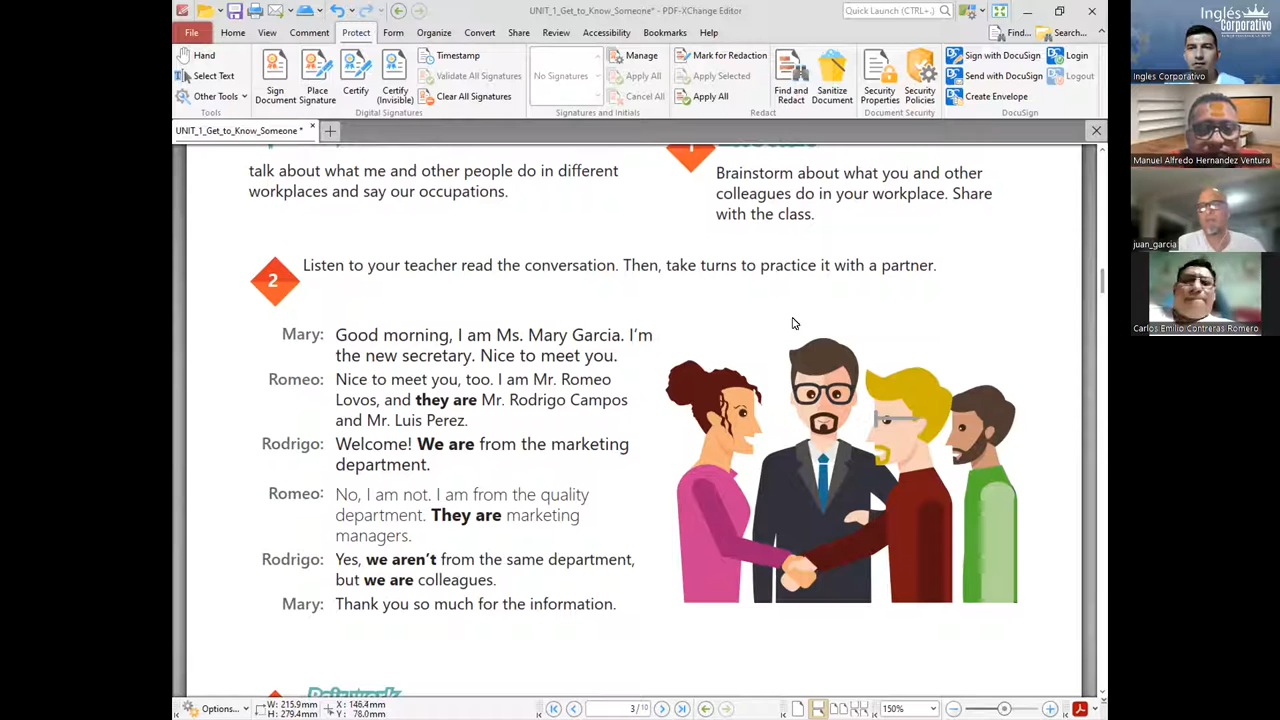 UNIT_1_Get_to_Know_Someone* - PDF-XChange Editor
Quick Launch (CTRL+.)
File Home View Comment Protect Form Organize Convert Share Review Accessibility Bookmarks Help
Find... Search...
Hand
Select Text
Other Tools
Tools
Sign Document
Place Signature
Certify
Certify (Invisible)
Timestamp
Validate All Signatures
Clear All Signatures
Digital Signatures
No Signatures
Manage
Apply All
Cancel All
Signatures and Initials
Mark for Redaction
Apply Selected
Apply All
Find and Redact
Sanitize Document
Redact
Security Properties
Security Policies
Document Security
Sign with DocuSign
Send with DocuSign
Create Envelope
Login
Logout
DocuSign
UNIT_1_Get_to_Know_Someone *
talk about what me and other people do in different
workplaces and say our occupations.
Brainstorm about what you and other
colleagues do in your workplace. Share
with the class.
2
Listen to your teacher read the conversation. Then, take turns to practice it with a partner.
Mary: Good morning, I am Ms. Mary Garcia. I'm
the new secretary. Nice to meet you.
Romeo: Nice to meet you, too. I am Mr. Romeo
Lovos, and they are Mr. Rodrigo Campos
and Mr. Luis Perez.
Rodrigo: Welcome! We are from the marketing
department.
Romeo: No, I am not. I am from the quality
department. They are marketing
managers.
Rodrigo: Yes, we aren't from the same department,
but we are colleagues.
Mary: Thank you so much for the information.
Pairwork
Options...
W: 215.9mm
H: 279.4mm
X: 146.4mm
Y: 78.0mm
3 / 10
150%
Inglés
Corporativo
Ingles Corporativo
Manuel Alfredo Hernandez Ventura
juan_garcia
Carlos Emilio Contreras Romero